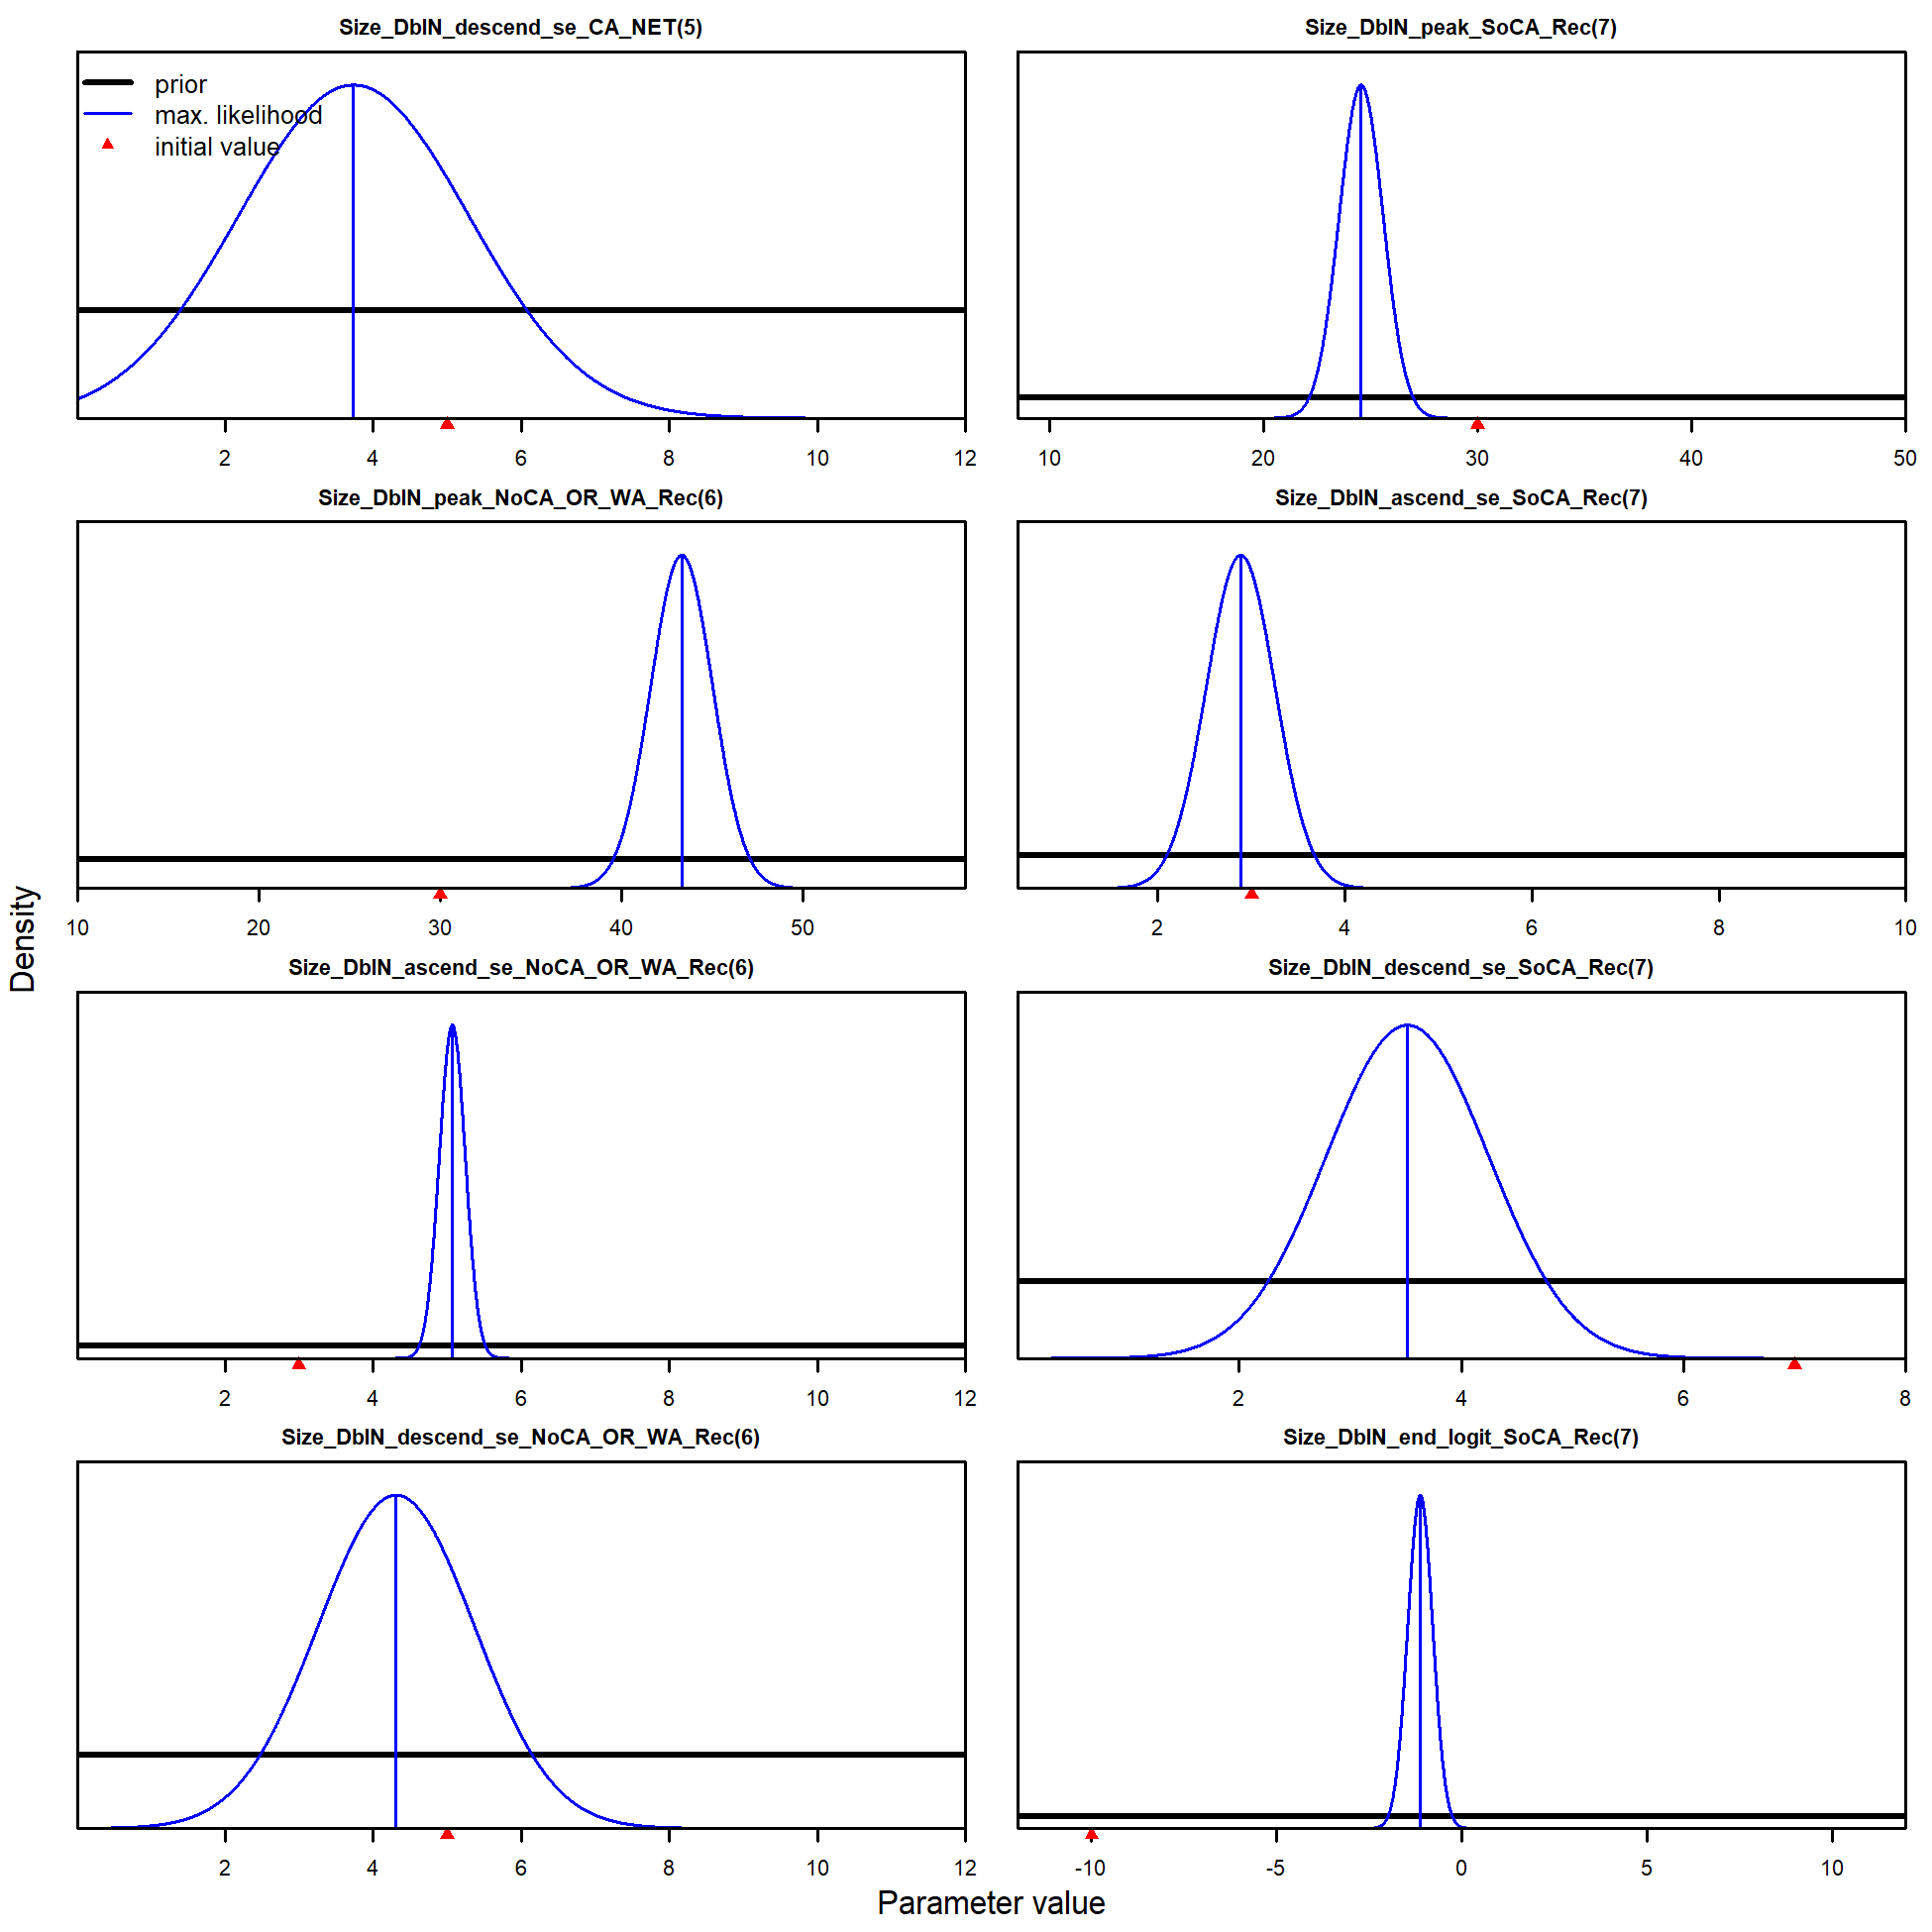 Size_DblN_descend_se_CA_NET(5)
prior
max. likelihood
initial value
2 4 6 8 10 12
Size_DblN_peak_SoCA_Rec(7)
10 20 30 40 50
Size_DblN_peak_NoCA_OR_WA_Rec(6)
10 20 30 40 50
Size_DblN_ascend_se_SoCA_Rec(7)
2 4 6 8 10
Size_DblN_ascend_se_NoCA_OR_WA_Rec(6)
2 4 6 8 10 12
Size_DblN_descend_se_SoCA_Rec(7)
2 4 6 8
Size_DblN_descend_se_NoCA_OR_WA_Rec(6)
2 4 6 8 10 12
Size_DblN_end_logit_SoCA_Rec(7)
-10 -5 0 5 10
Density
Parameter value